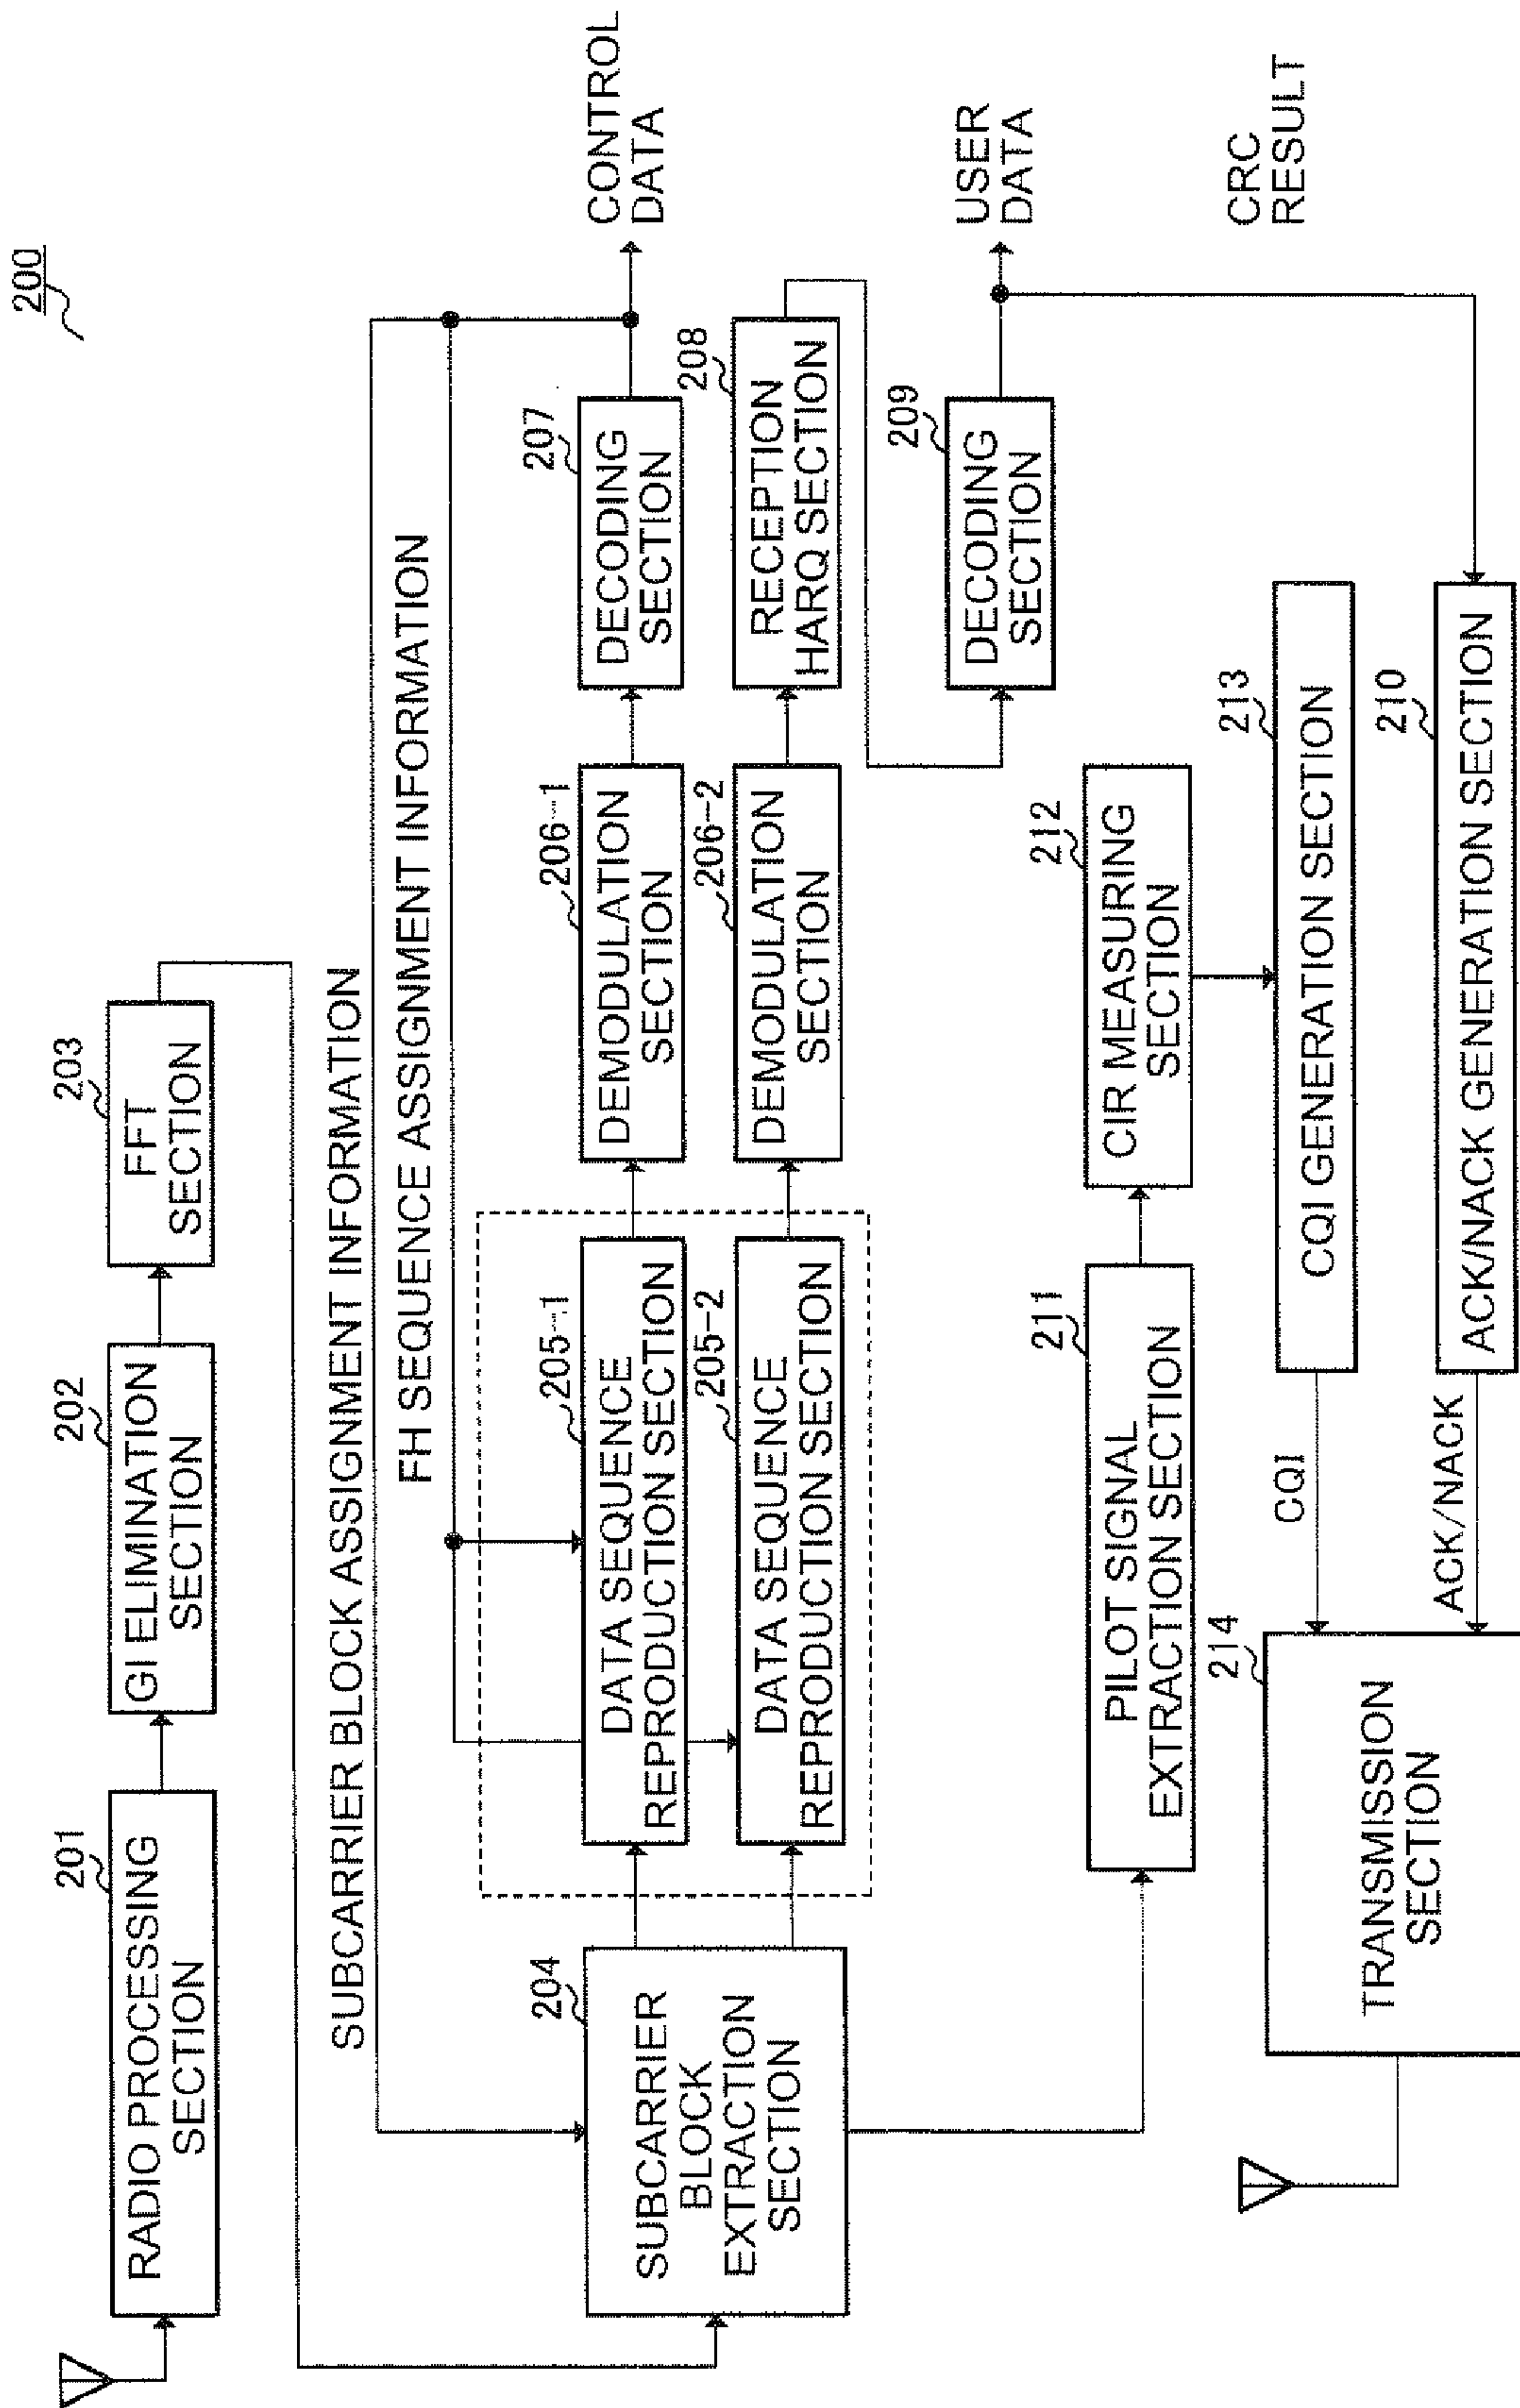 200
201
RADIO PROCESSING
SECTION
202
GI ELIMINATION
SECTION
203
FFT
SECTION
SUBCARRIER BLOCK ASSIGNMENT INFORMATION
FH SEQUENCE ASSIGNMENT INFORMATION
204
SUBCARRIER
BLOCK
EXTRACTION
SECTION
205-1
DATA SEQUENCE
REPRODUCTION SECTION
205-2
DATA SEQUENCE
REPRODUCTION SECTION
206-1
DEMODULATION
SECTION
206-2
DEMODULATION
SECTION
207
DECODING
SECTION
208
RECEPTION
HARQ SECTION
CONTROL
DATA
209
DECODING
SECTION
USER
DATA
CRC
RESULT
211
PILOT SIGNAL
EXTRACTION SECTION
212
CIR MEASURING
SECTION
213
CQI GENERATION SECTION
210
ACK/NACK GENERATION SECTION
CQI
ACK/NACK
214
TRANSMISSION
SECTION